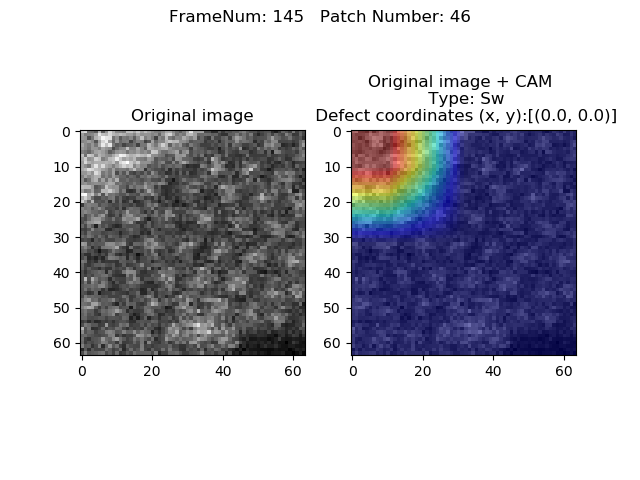 FrameNum: 145   Patch Number: 46
Original image
Original image + CAM
Type: Sw
Defect coordinates (x, y):[(0.0, 0.0)]
0
10
20
30
40
50
60
0 20 40 60
0
10
20
30
40
50
60
0 20 40 60